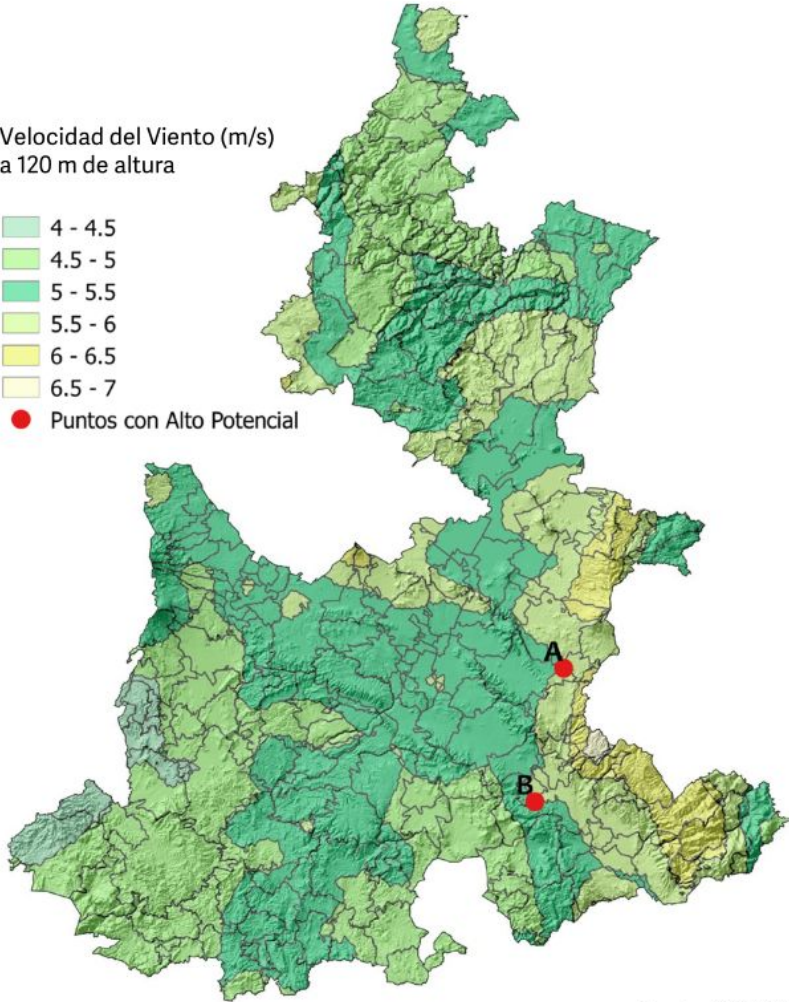 Velocidad del Viento (m/s)
a 120 m de altura
4 - 4.5
4.5 - 5
5 - 5.5
5.5 - 6
6 - 6.5
6.5 - 7
Puntos con Alto Potencial
A
B